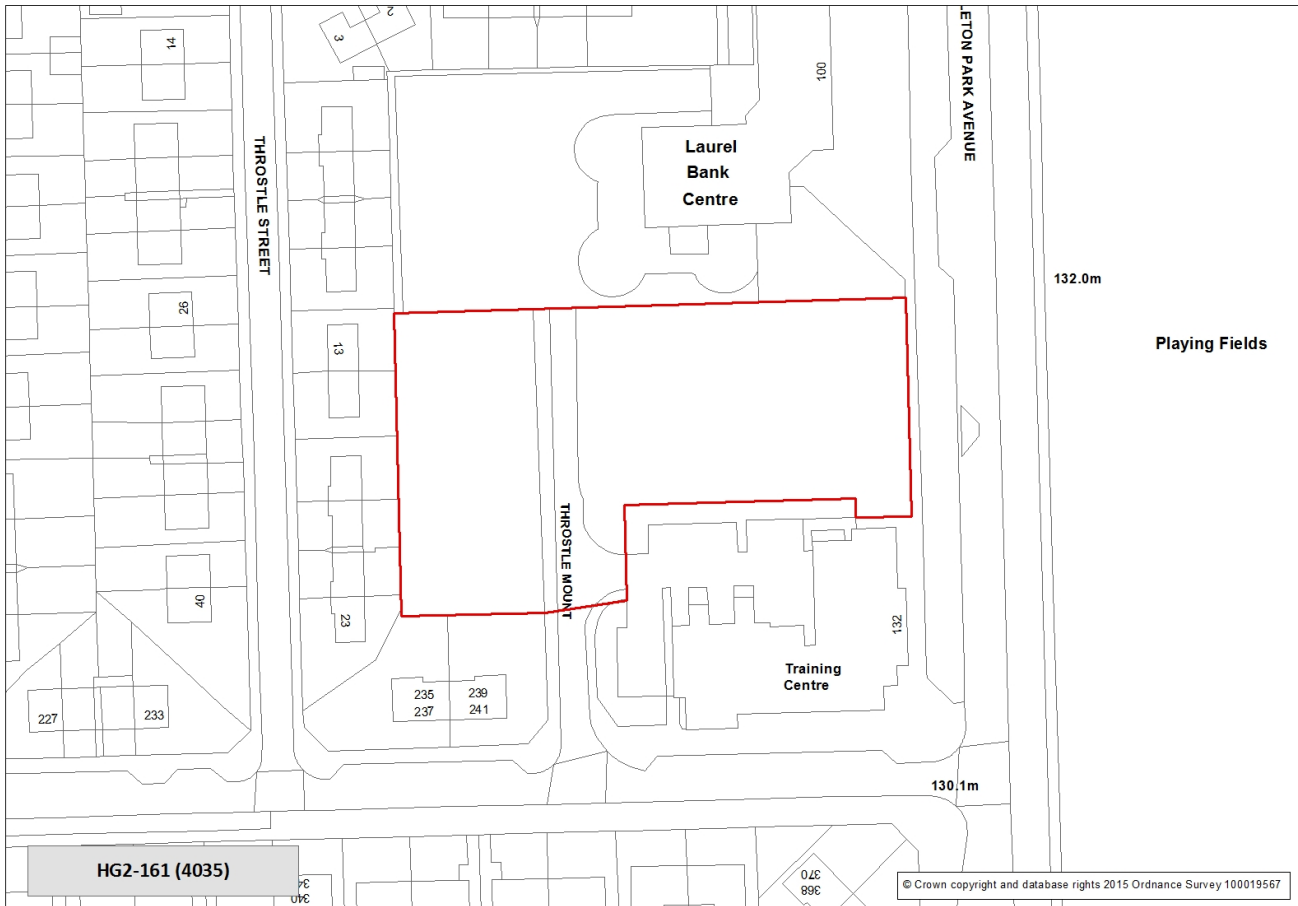 2
3
14
100
LETON PARK AVENUE
Laurel
Bank
Centre
THROSTLE STREET
132.0m
26
13
Playing Fields
THROSTLE MOUNT
40
23
132
Training
Centre
235
239
237
241
227
233
130.1m
HG2-161 (4035)
340
370
368
© Crown copyright and database rights 2015 Ordnance Survey 100019567